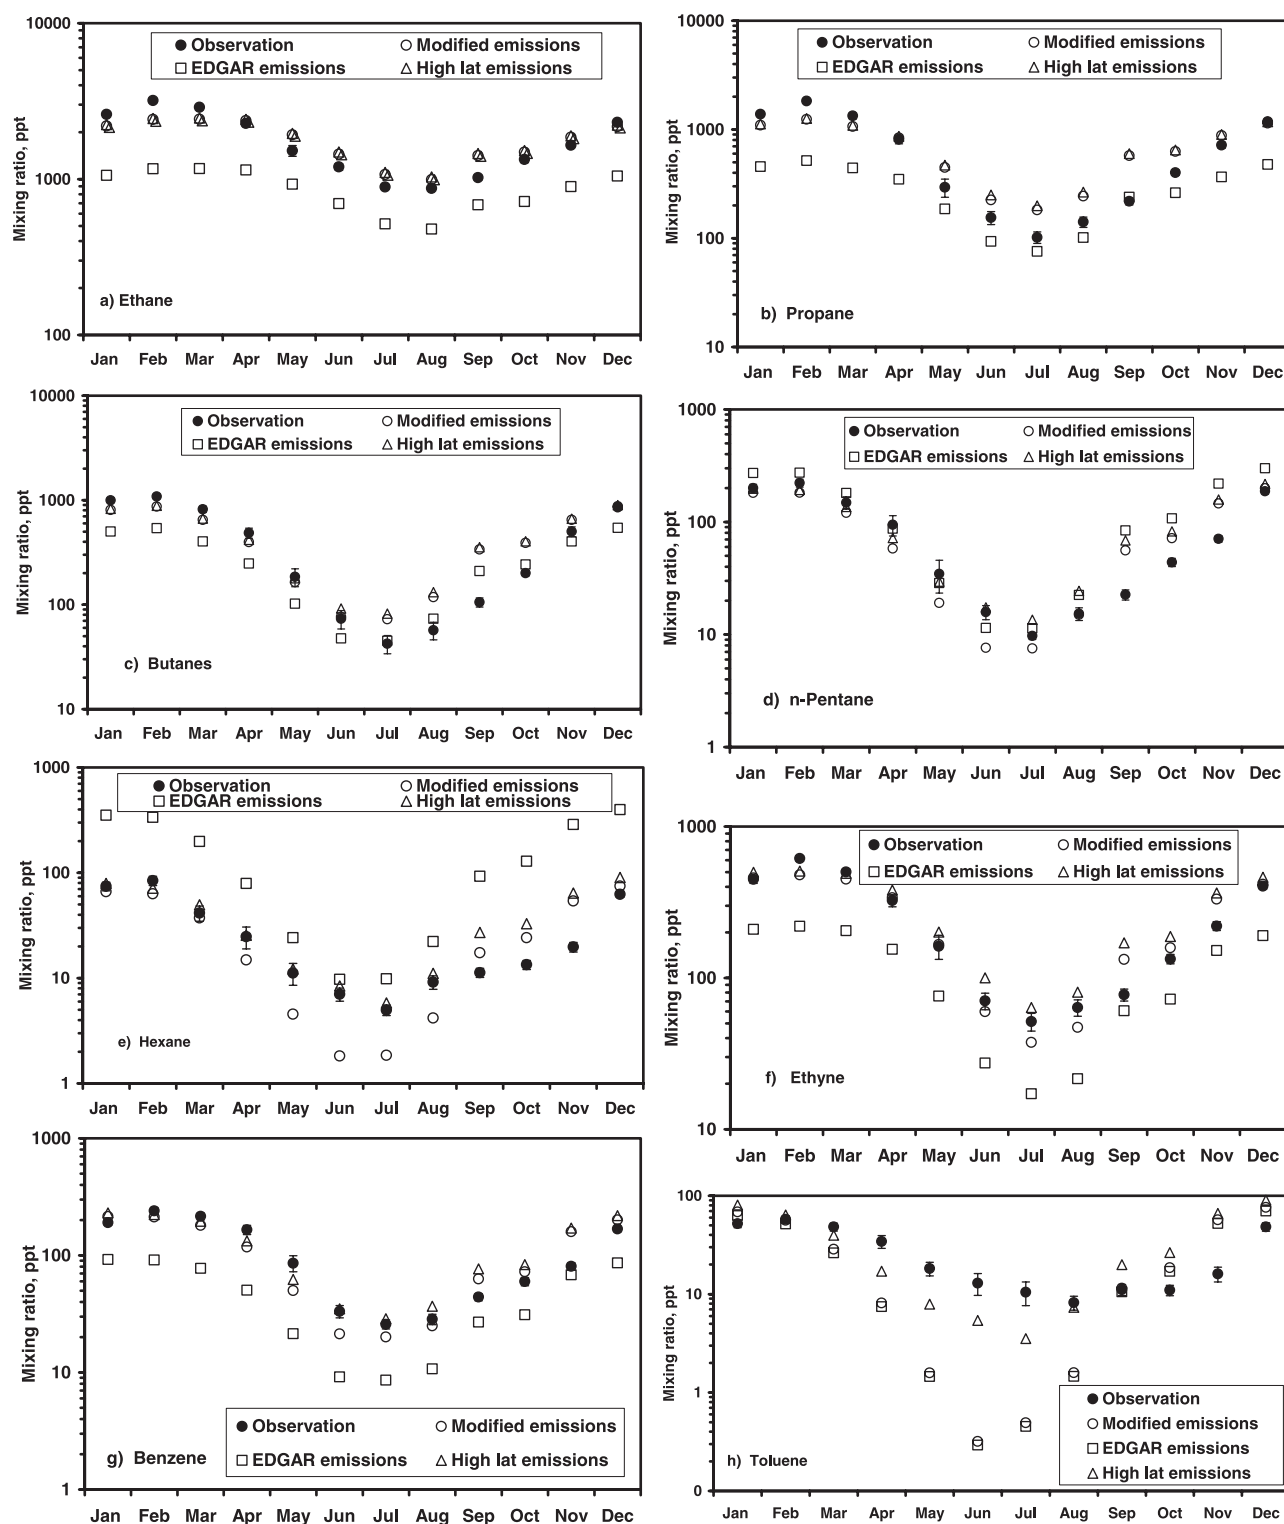 10000
1000
100
Mixing ratio, ppt
Observation Modified emissions
EDGAR emissions High lat emissions
a) Ethane
Jan Feb Mar Apr May Jun Jul Aug Sep Oct Nov Dec
10000
1000
100
10
Mixing ratio, ppt
Observation Modified emissions
EDGAR emissions High lat emissions
b) Propane
Jan Feb Mar Apr May Jun Jul Aug Sep Oct Nov Dec
10000
1000
100
10
Mixing ratio, ppt
Observation Modified emissions
EDGAR emissions High lat emissions
c) Butanes
Jan Feb Mar Apr May Jun Jul Aug Sep Oct Nov Dec
1000
100
10
1
Mixing ratio, ppt
Observation Modified emissions
EDGAR emissions High lat emissions
d) n-Pentane
Jan Feb Mar Apr May Jun Jul Aug Sep Oct Nov Dec
1000
100
10
1
Mixing ratio, ppt
Observation Modified emissions
EDGAR emissions High lat emissions
e) Hexane
Jan Feb Mar Apr May Jun Jul Aug Sep Oct Nov Dec
1000
100
10
Mixing ratio, ppt
Observation Modified emissions
EDGAR emissions High lat emissions
f) Ethyne
Jan Feb Mar Apr May Jun Jul Aug Sep Oct Nov Dec
1000
100
10
1
Mixing ratio, ppt
Observation Modified emissions
EDGAR emissions High lat emissions
g) Benzene
Jan Feb Mar Apr May Jun Jul Aug Sep Oct Nov Dec
100
10
1
0
Mixing ratio, ppt
Observation
Modified emissions
EDGAR emissions
High lat emissions
h) Toluene
Jan Feb Mar Apr May Jun Jul Aug Sep Oct Nov Dec